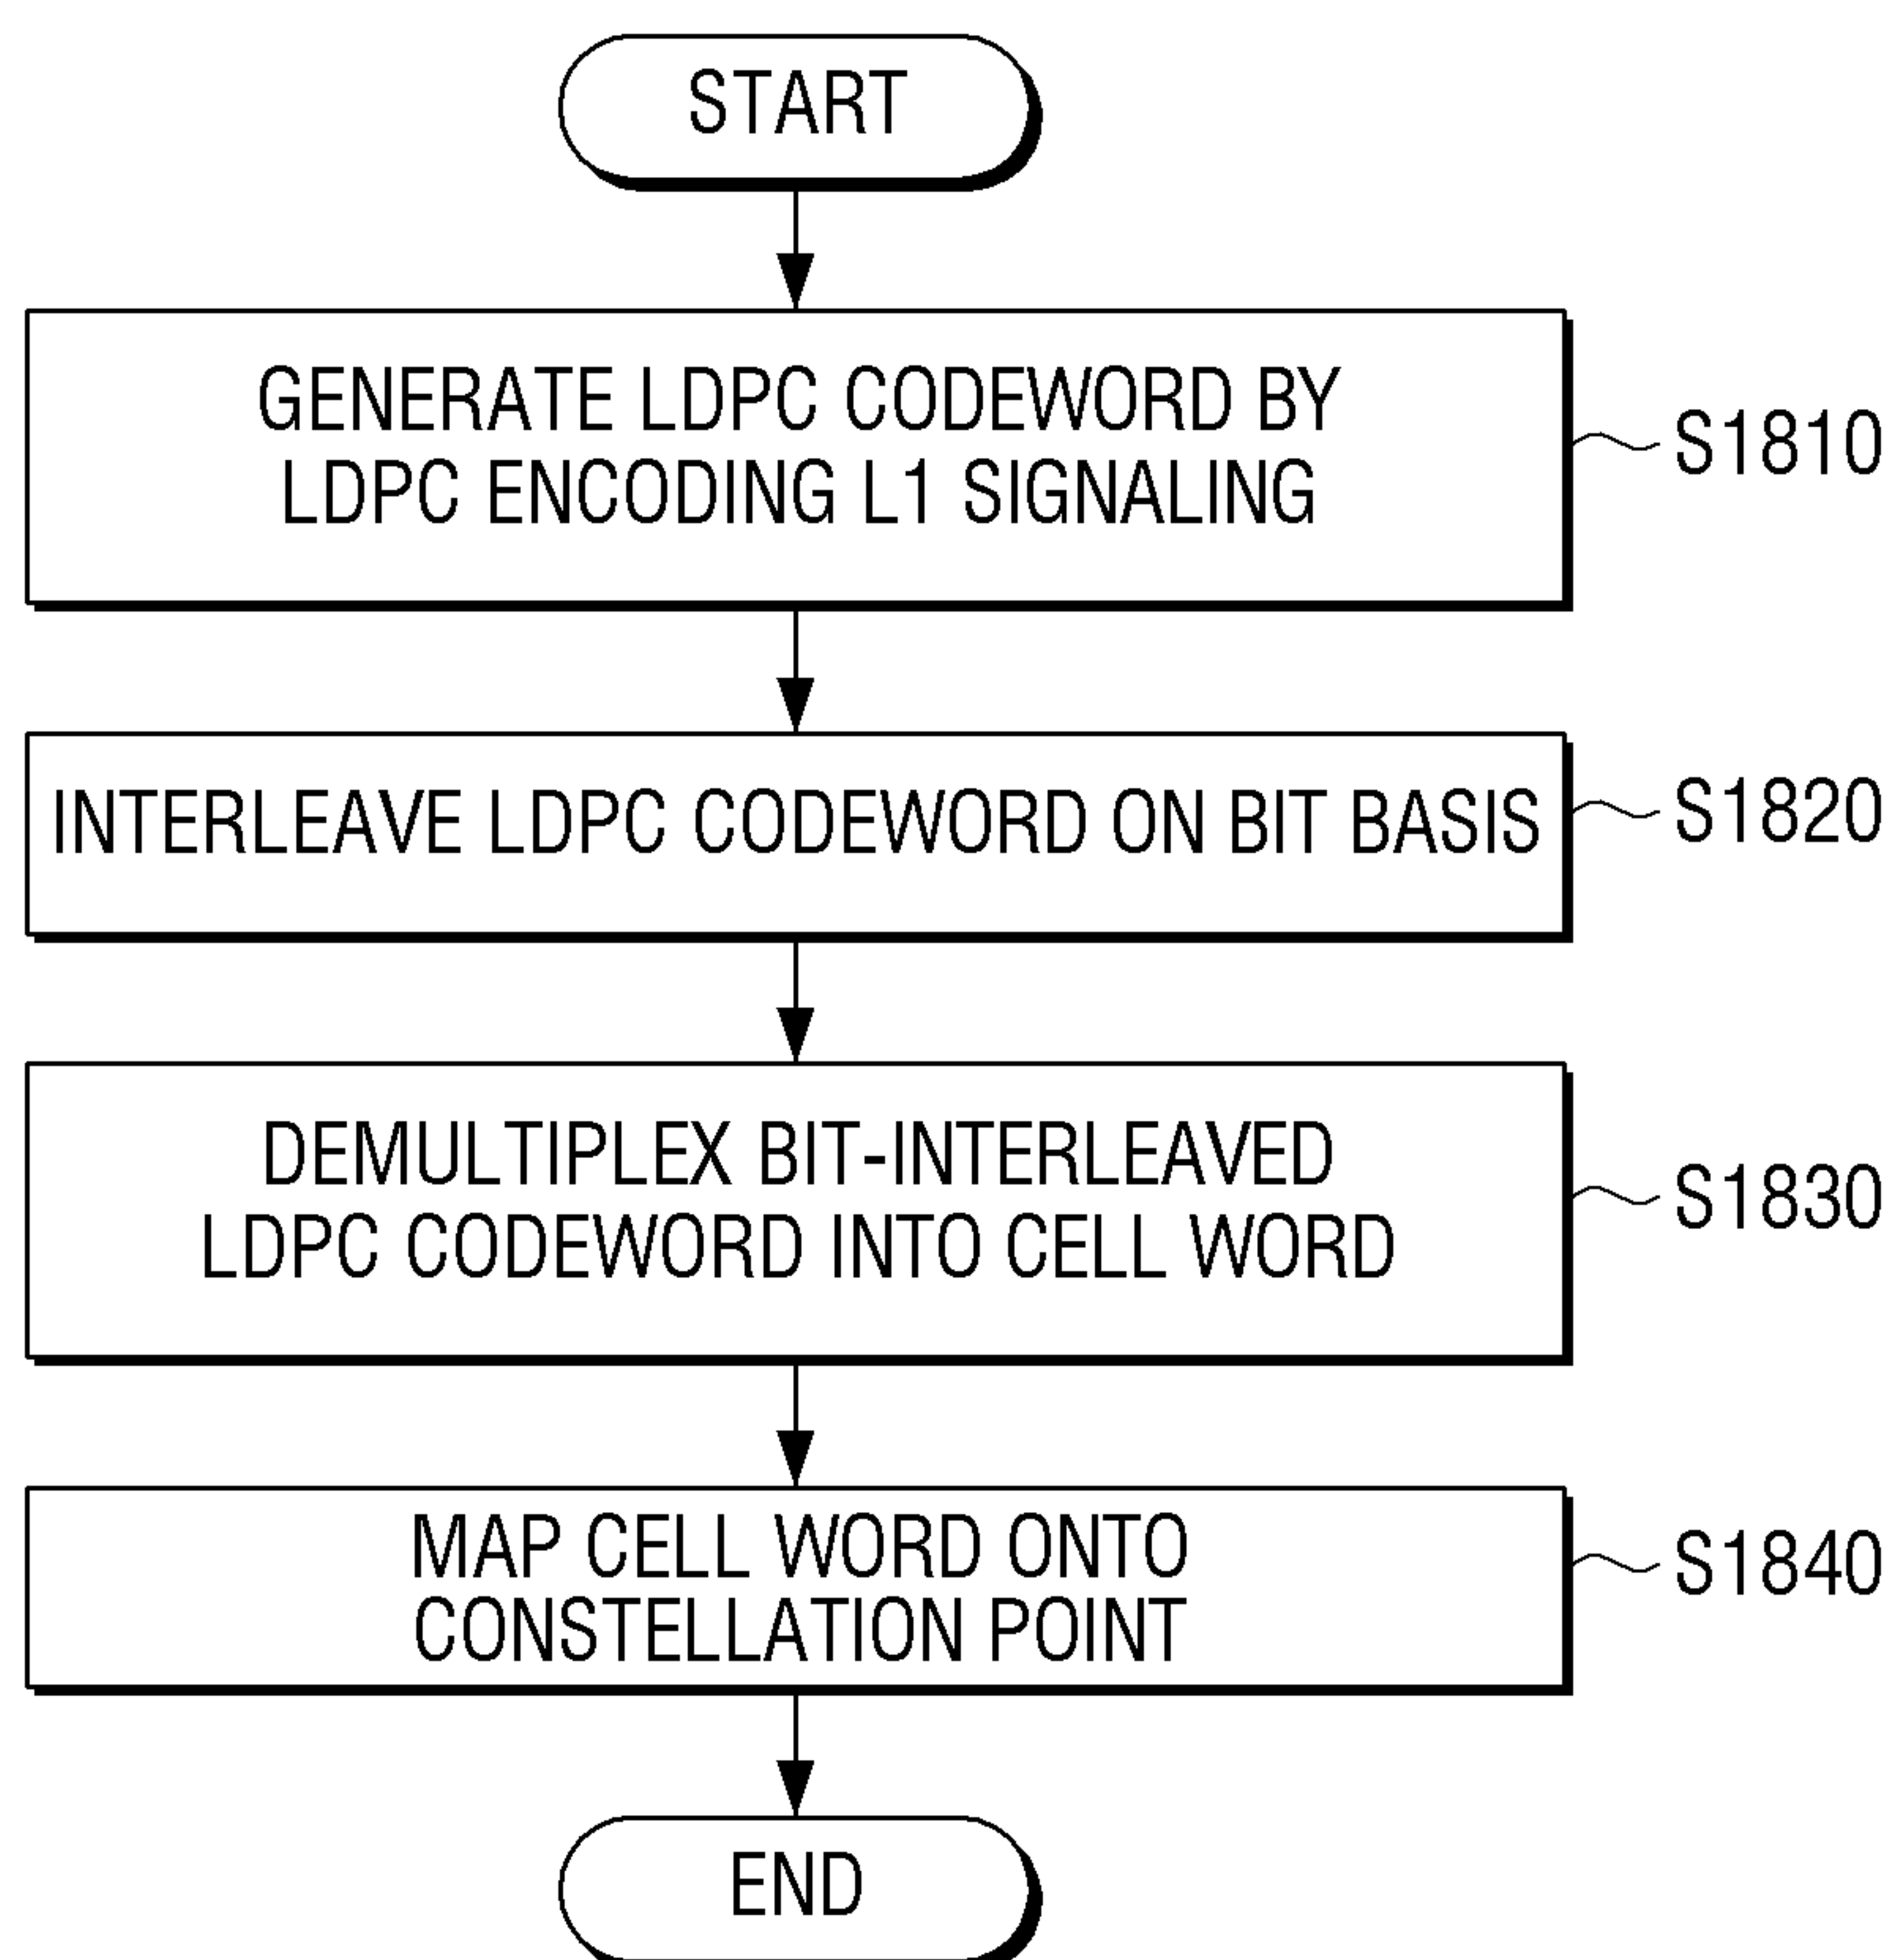 START
GENERATE LDPC CODEWORD BY
LDPC ENCODING L1 SIGNALING
S1810
INTERLEAVE LDPC CODEWORD ON BIT BASIS
S1820
DEMULTIPLEX BIT-INTERLEAVED
LDPC CODEWORD INTO CELL WORD
S1830
MAP CELL WORD ONTO
CONSTELLATION POINT
S1840
END